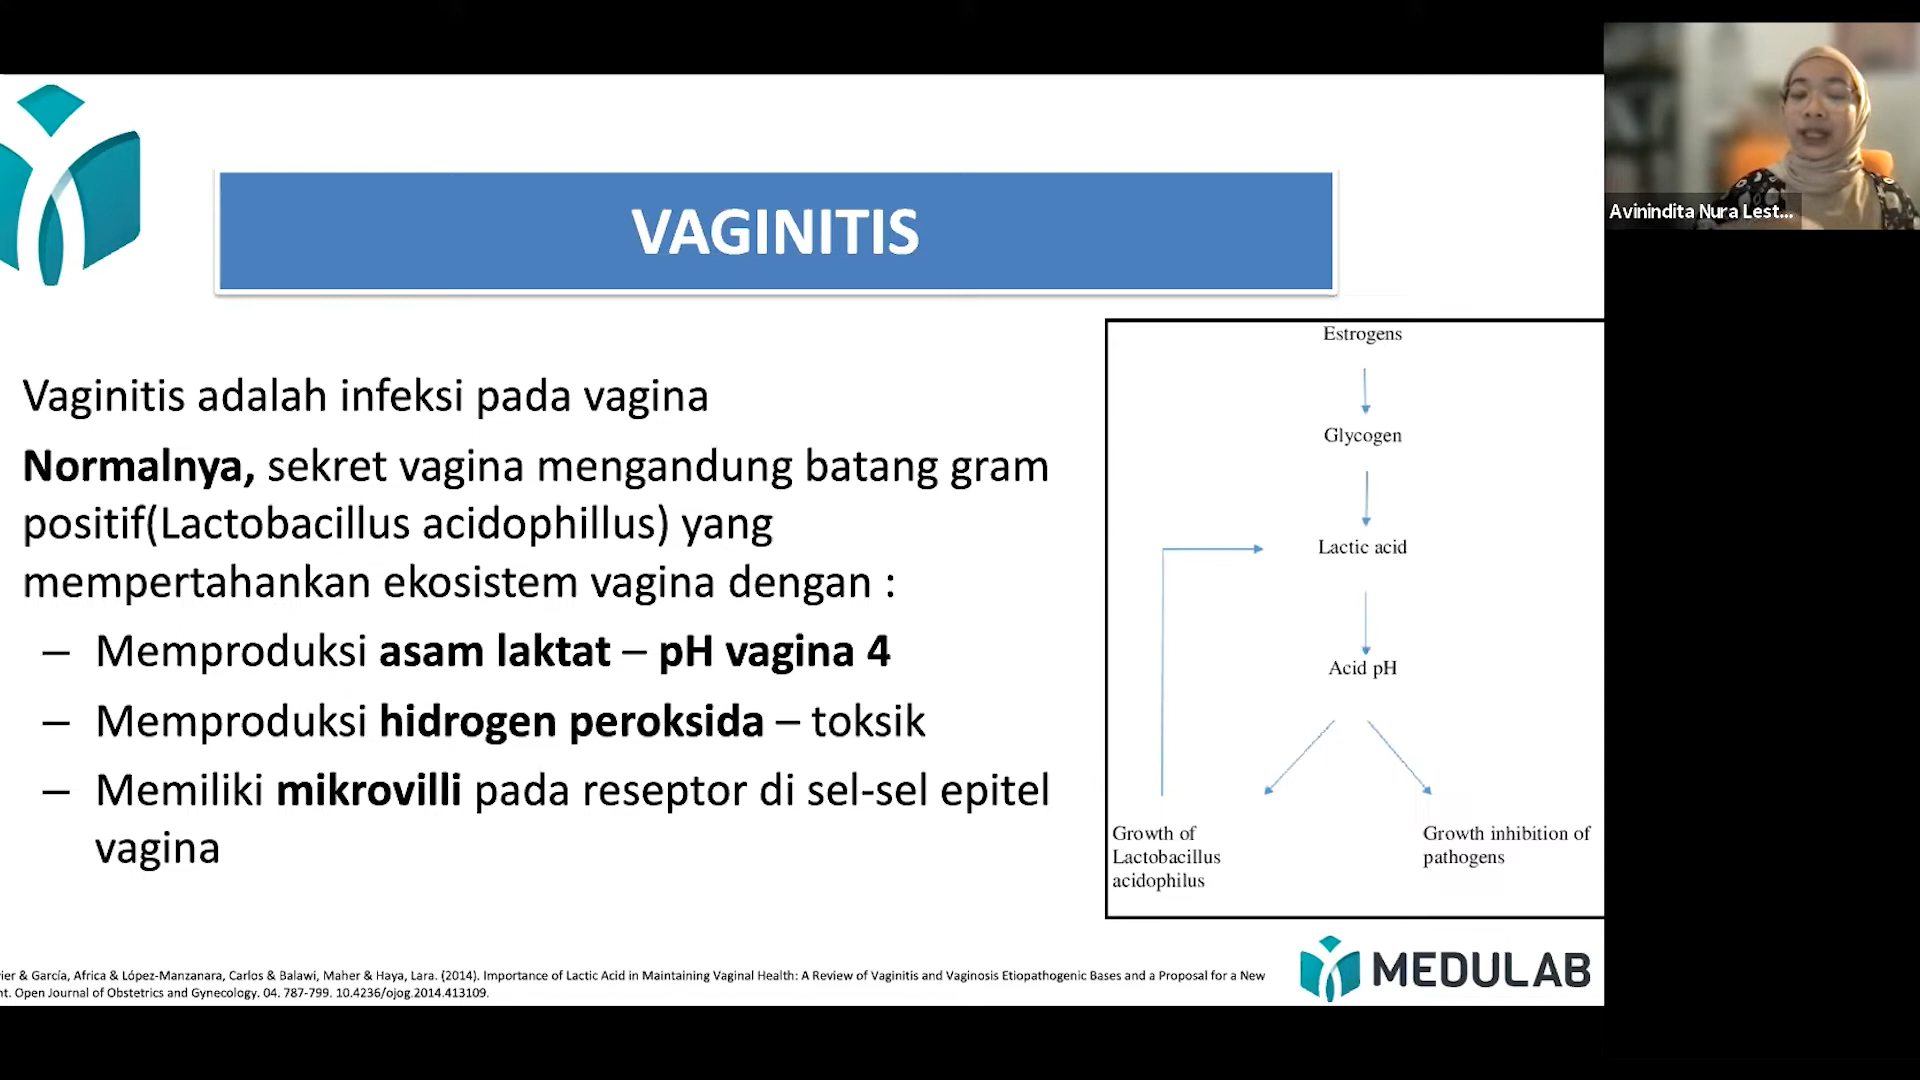 VAGINITIS
Vaginitis adalah infeksi pada vagina
Normalnya, sekret vagina mengandung batang gram
positif(Lactobacillus acidophillus) yang
mempertahankan ekosistem vagina dengan :
– Memproduksi asam laktat – pH vagina 4
– Memproduksi hidrogen peroksida – toksik
– Memiliki mikrovilli pada reseptor di sel-sel epitel
vagina
Estrogens
Glycogen
Lactic acid
Acid pH
Growth of
Lactobacillus
acidophilus
Growth inhibition of
pathogens
ier & García, Africa & López-Manzanara, Carlos & Balawi, Maher & Haya, Lara. (2014). Importance of Lactic Acid in Maintaining Vaginal Health: A Review of Vaginitis and Vaginosis Etiopathogenic Bases and a Proposal for a New
nt. Open Journal of Obstetrics and Gynecology. 04. 787-799. 10.4236/ojog.2014.413109.
MEDULAB
Avinindita Nura Lest...